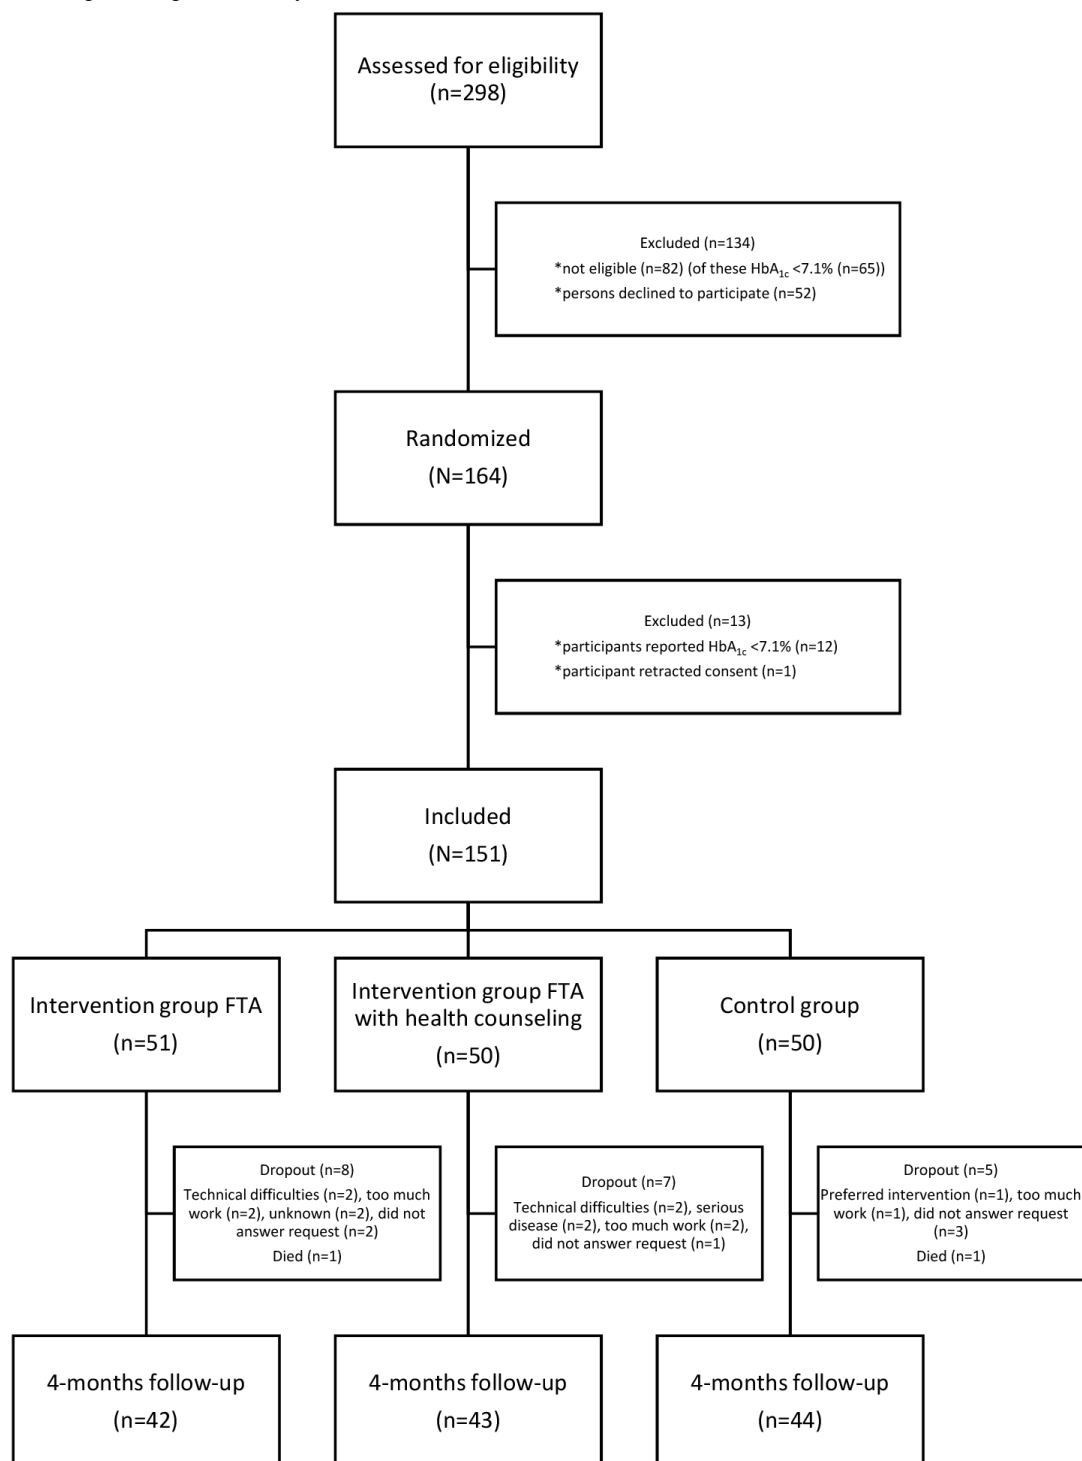 Assessed for eligibility
(n=298)
Excluded (n=134)
*not eligible (n=82) (of these HbA1c <7.1% (n=65))
*persons declined to participate (n=52)
Randomized
(N=164)
Excluded (n=13)
*participants reported HbA1c <7.1% (n=12)
*participant retracted consent (n=1)
Included
(N=151)
Intervention group FTA
(n=51)
Intervention group FTA
with health counseling
(n=50)
Control group
(n=50)
Dropout (n=8)
Technical difficulties (n=2), too much
work (n=2), unknown (n=2), did not
answer request (n=2)
Died (n=1)
Dropout (n=7)
Technical difficulties (n=2), serious
disease (n=2), too much work (n=2),
did not answer request (n=1)
Dropout (n=5)
Preferred intervention (n=1), too much
work (n=1), did not answer request
(n=3)
Died (n=1)
4-months follow-up
(n=42)
4-months follow-up
(n=43)
4-months follow-up
(n=44)